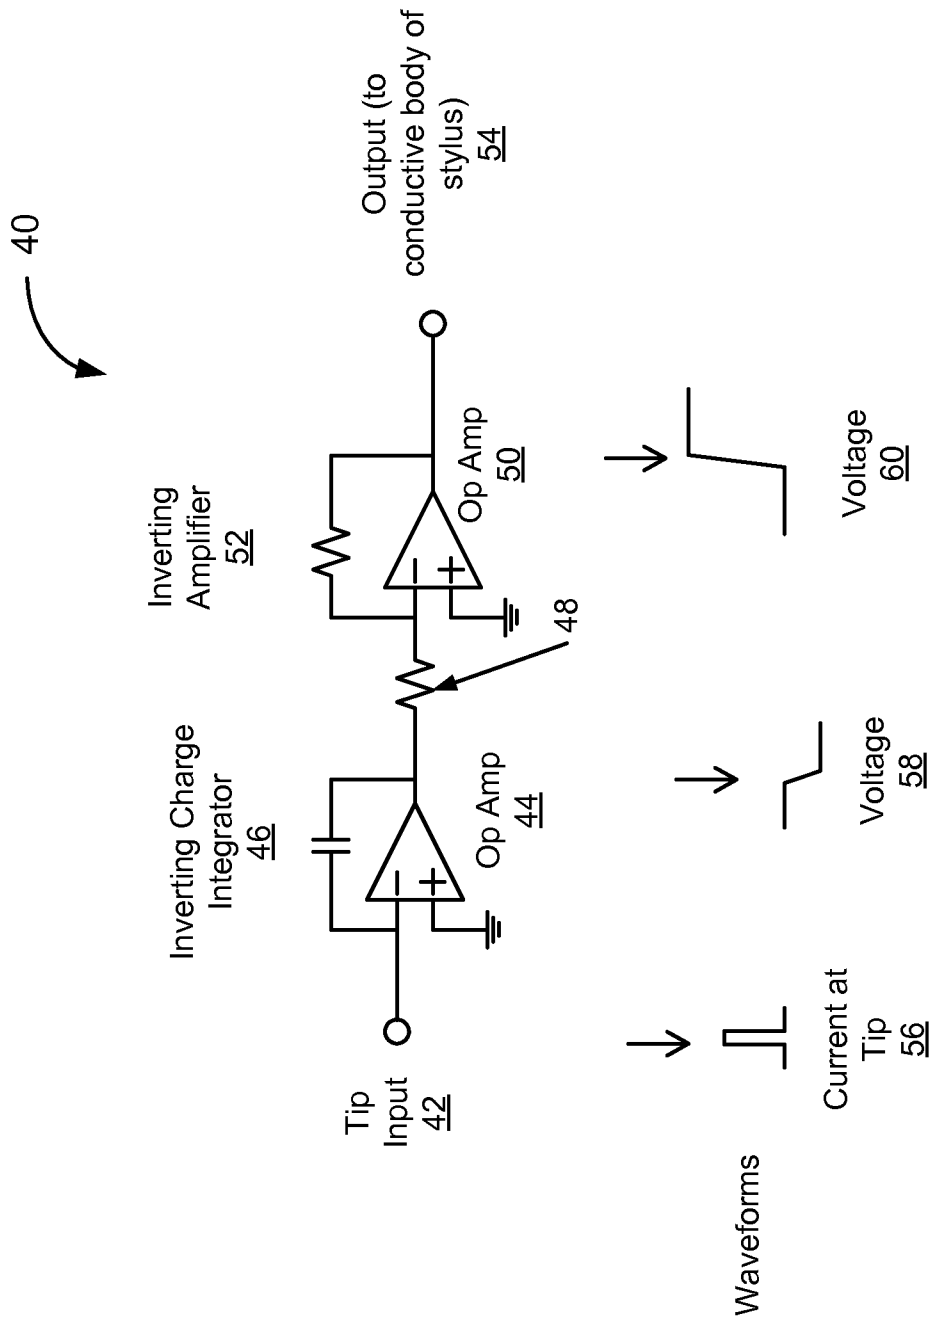 40
Inverting
Amplifier
52
Inverting Charge
Integrator
46
Output (to
conductive body of
stylus)
54
Tip
Input
42
Op Amp
44
Op Amp
50
48
Waveforms
Current at
Tip
56
Voltage
58
Voltage
60